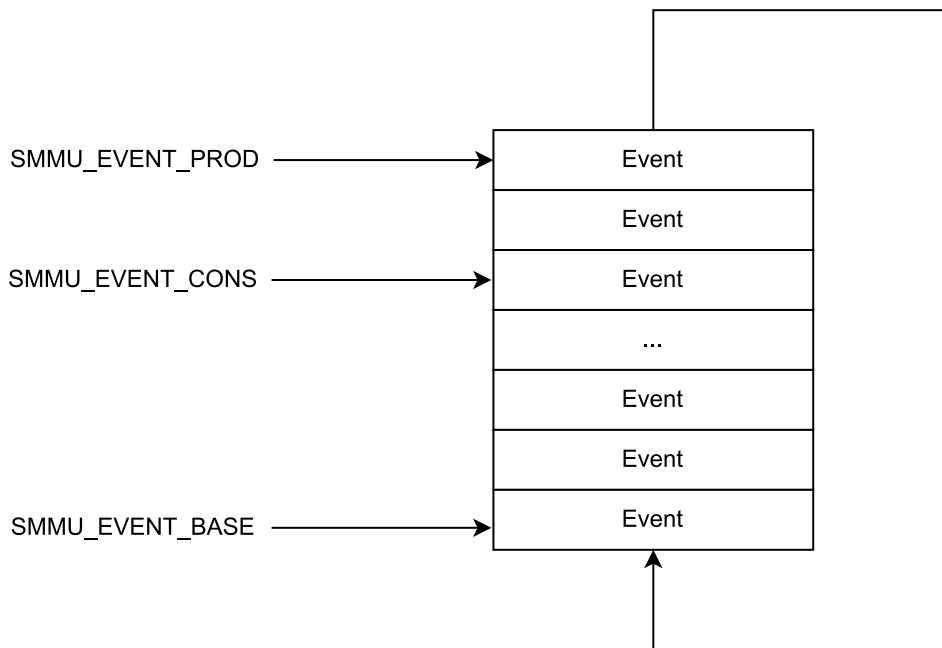 SMMU_EVENT_PROD
Event
Event
SMMU_EVENT_CONS
Event
...
Event
Event
SMMU_EVENT_BASE
Event